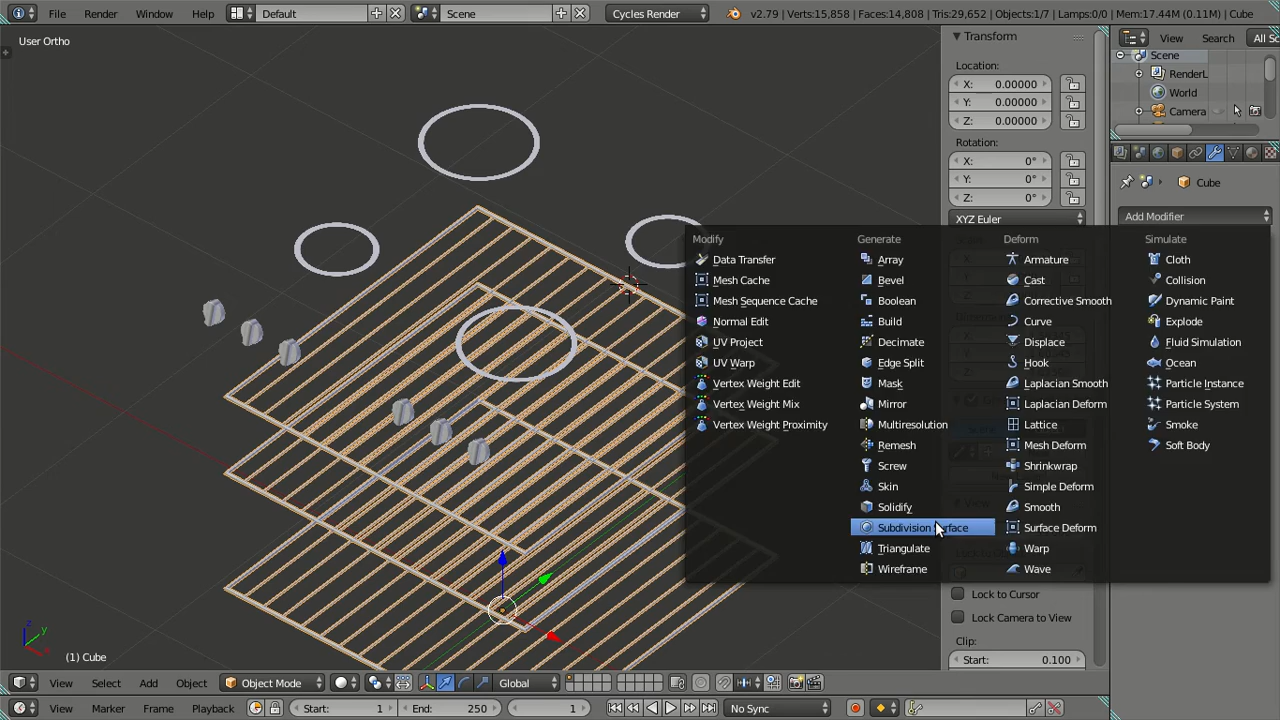 File Render Window Help Default Scene Cycles Render v2.79 | Verts:15,858 | Faces:14,808 | Tris:29,652 | Objects:1/7 | Lamps:0/0 | Mem:17.44M (0.11M) | Cube
User Ortho
Transform
View Search All Sc
Scene
Location:
RenderL
X: 0.00000
World
Y: 0.00000
Camera
Z: 0.00000
Rotation:
X: 0°
Y: 0°
Cube
Z: 0°
XYZ Euler
Add Modifier
Modify Generate Deform Simulate
Data Transfer Array Armature Cloth
Mesh Cache Bevel Cast Collision
Mesh Sequence Cache Boolean Corrective Smooth Dynamic Paint
Normal Edit Build Curve Explode
UV Project Decimate Displace Fluid Simulation
UV Warp Edge Split Hook Ocean
Vertex Weight Edit Mask Laplacian Smooth Particle Instance
Vertex Weight Mix Mirror Laplacian Deform Particle System
Vertex Weight Proximity Multiresolution Lattice Smoke
Remesh Mesh Deform Soft Body
Screw Shrinkwrap
Skin Simple Deform
Solidify Smooth
Subdivision Surface Surface Deform
Triangulate Warp
Wireframe Wave
Lock to Cursor
Lock Camera to View
Clip:
Start: 0.100
z
y
x
(1) Cube
View Select Add Object Object Mode Global
View Marker Frame Playback Start: 1 End: 250 1 No Sync